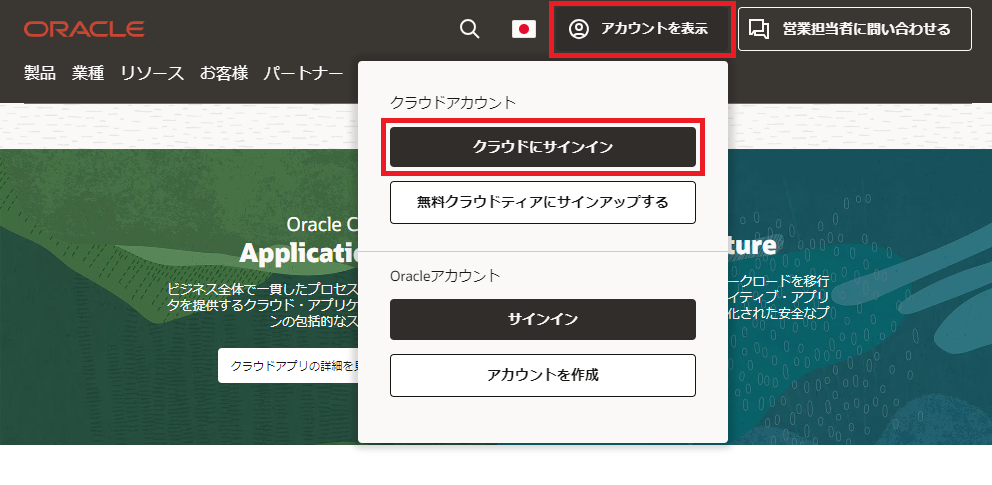 ORACLE
アカウントを表示
営業担当者に問い合わせる
製品 業種 リソース お客様 パートナー
クラウドアカウント
クラウドにサインイン
無料クラウドティアにサインアップする
Oracle C
Applicatio
ビジネス全体で一貫したプロセス
タを提供するクラウド・アプリケ
ンの包括的なス
クラウドアプリの詳細を見
ture
ークロードを移行
イティブ・アプリ
化された安全なプ
Oracleアカウント
サインイン
アカウントを作成